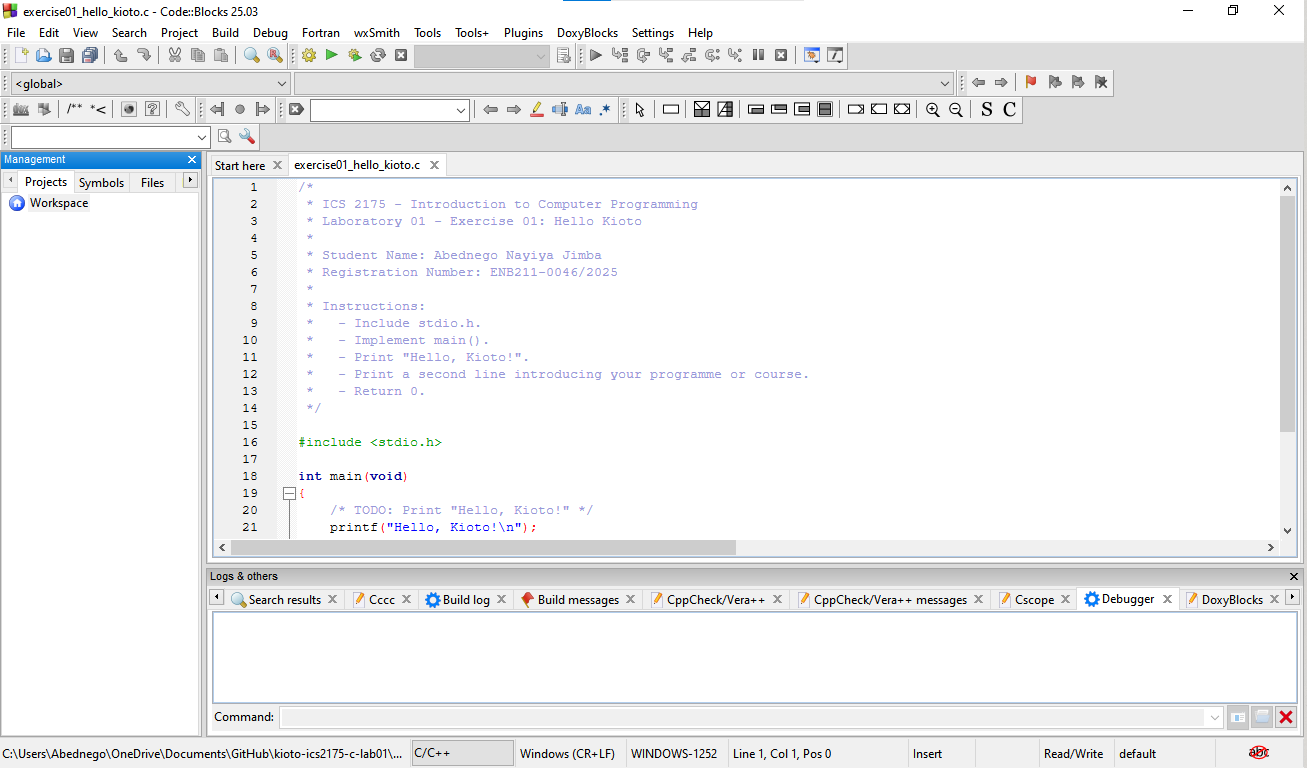 exercise01_hello_kioto.c - Code::Blocks 25.03
File Edit View Search Project Build Debug Fortran wxSmith Tools Tools+ Plugins DoxyBlocks Settings Help
<global>
/** *<
Aa .* S C
Management
Projects Symbols Files
Workspace
Start here exercise01_hello_kioto.c
1 /*
2 * ICS 2175 - Introduction to Computer Programming
3 * Laboratory 01 - Exercise 01: Hello Kioto
4 *
5 * Student Name: Abednego Nayiya Jimba
6 * Registration Number: ENB211-0046/2025
7 *
8 * Instructions:
9 *   - Include stdio.h.
10 *   - Implement main().
11 *   - Print "Hello, Kioto!".
12 *   - Print a second line introducing your programme or course.
13 *   - Return 0.
14 */
15
16 #include <stdio.h>
17
18 int main(void)
19 {
20     /* TODO: Print "Hello, Kioto!" */
21     printf("Hello, Kioto!\n");
Logs & others
Search results Cccc Build log Build messages CppCheck/Vera++ CppCheck/Vera++ messages Cscope Debugger DoxyBlocks
Command:
C:\Users\Abednego\OneDrive\Documents\GitHub\kioto-ics2175-c-lab01\... C/C++ Windows (CR+LF) WINDOWS-1252 Line 1, Col 1, Pos 0 Insert Read/Write default abc